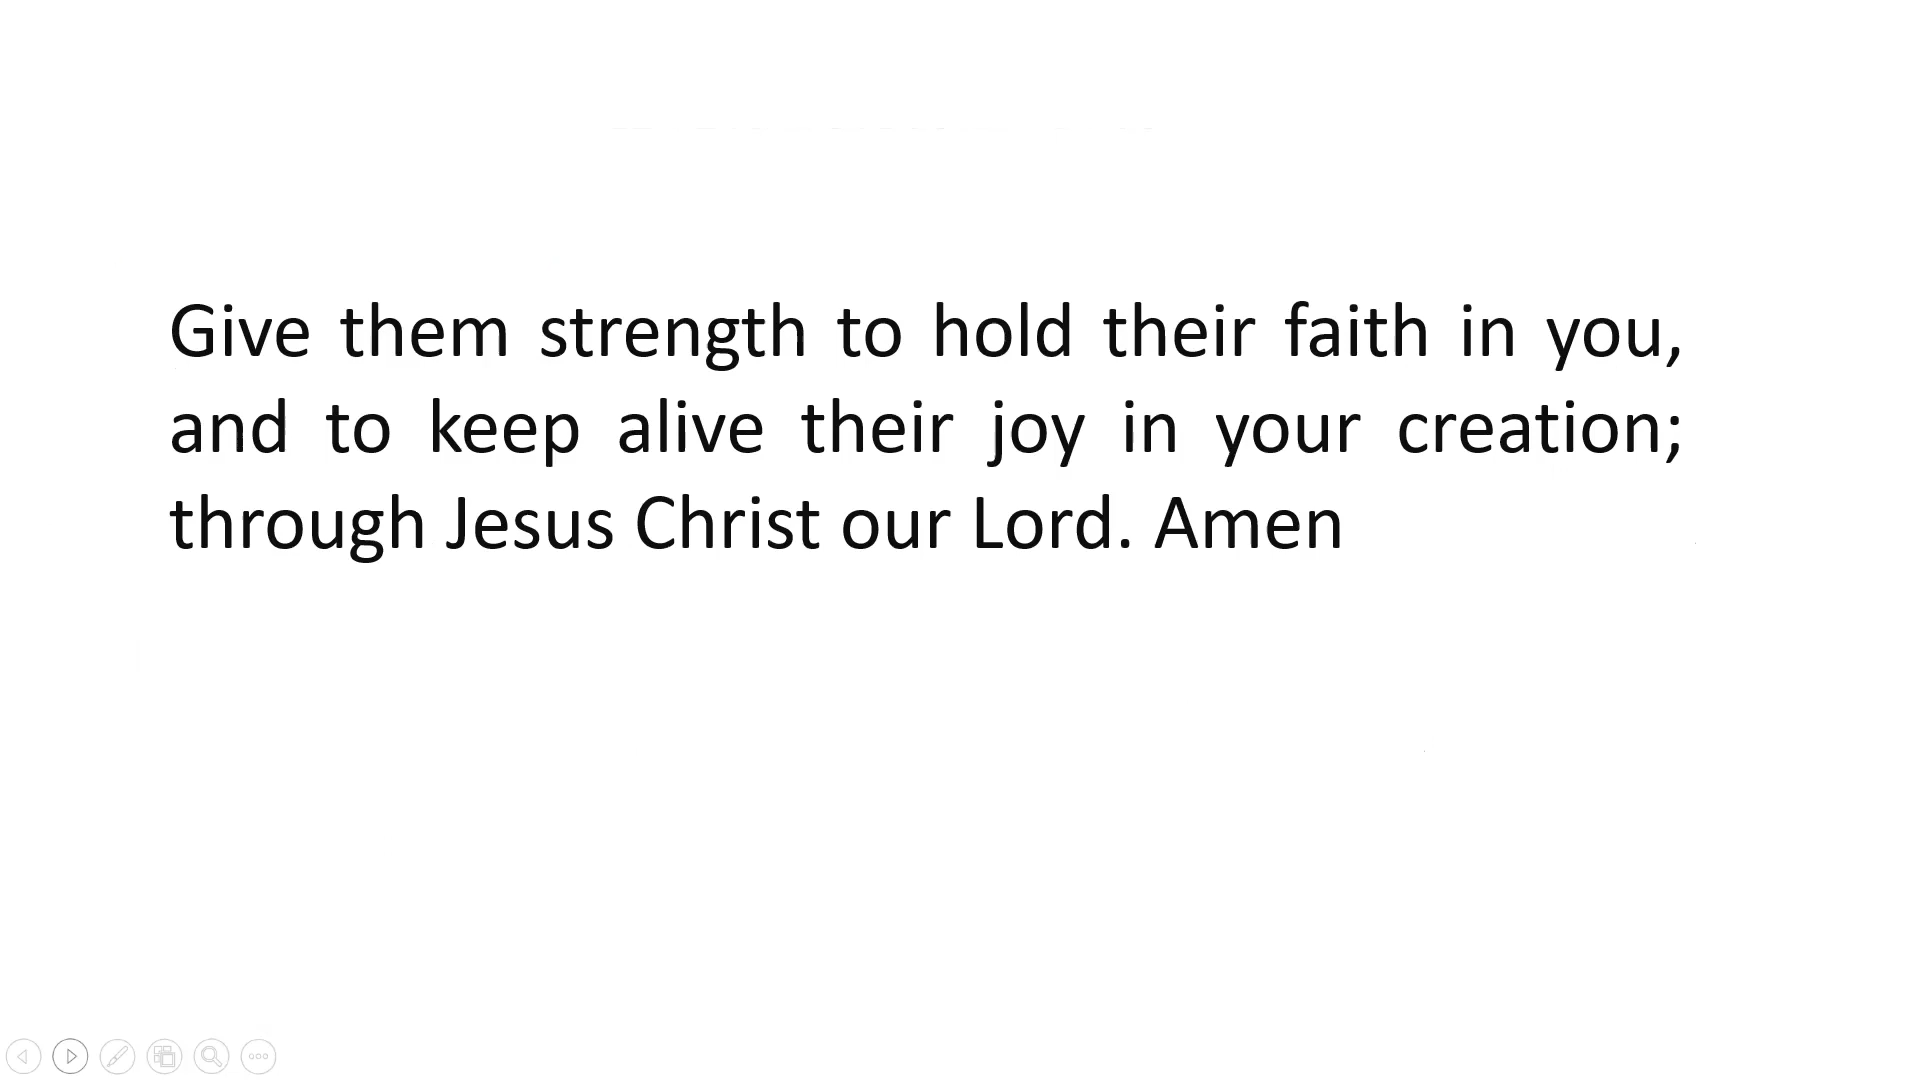 Give them strength to hold their faith in you,
and to keep alive their joy in your creation;
through Jesus Christ our Lord. Amen